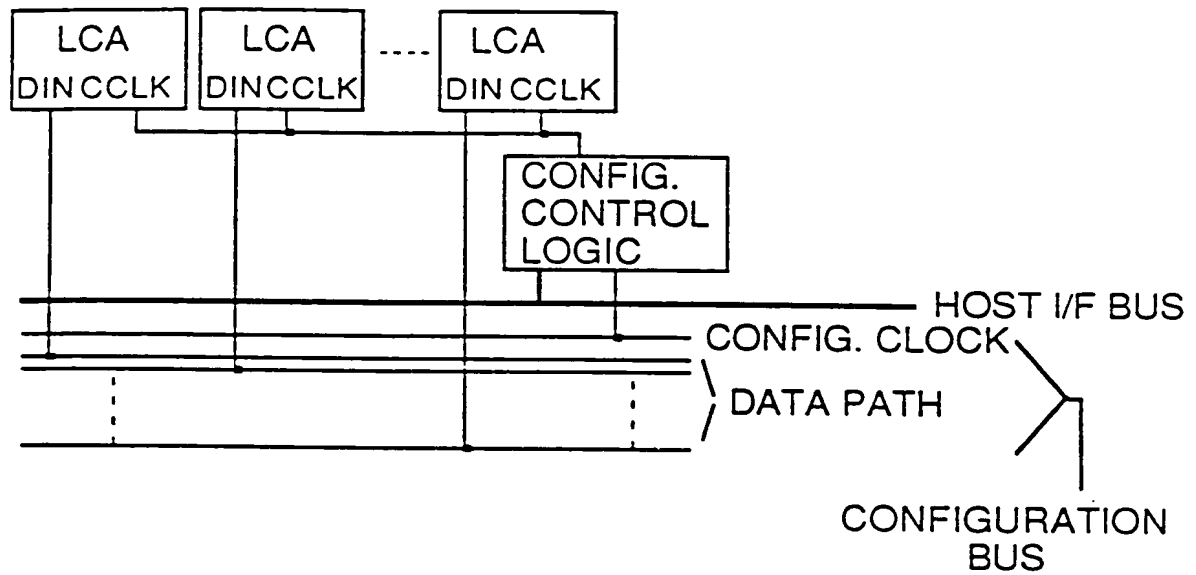 LCA
DIN CCLK
LCA
DIN CCLK
LCA
DIN CCLK
CONFIG.
CONTROL
LOGIC
HOST I/F BUS
CONFIG. CLOCK
DATA PATH
CONFIGURATION
BUS